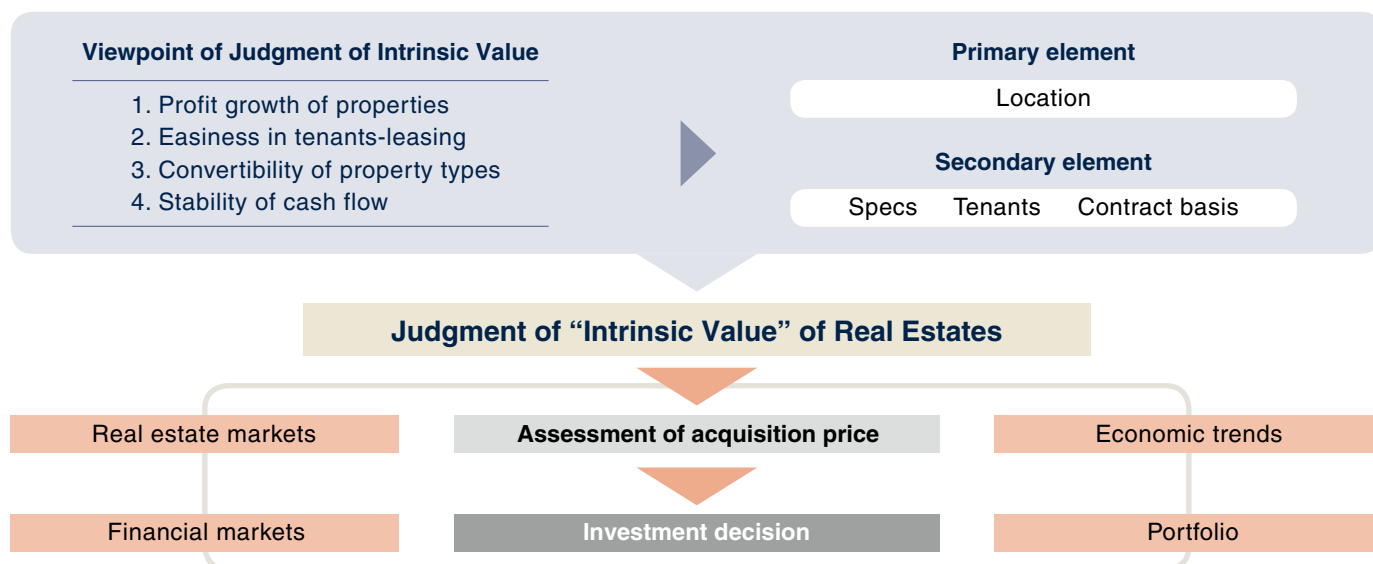 Viewpoint of Judgment of Intrinsic Value
1. Profit growth of properties
2. Easiness in tenants-leasing
3. Convertibility of property types
4. Stability of cash flow
Primary element
Location
Secondary element
Specs Tenants Contract basis
Judgment of “Intrinsic Value” of Real Estates
Real estate markets
Assessment of acquisition price
Economic trends
Financial markets
Investment decision
Portfolio